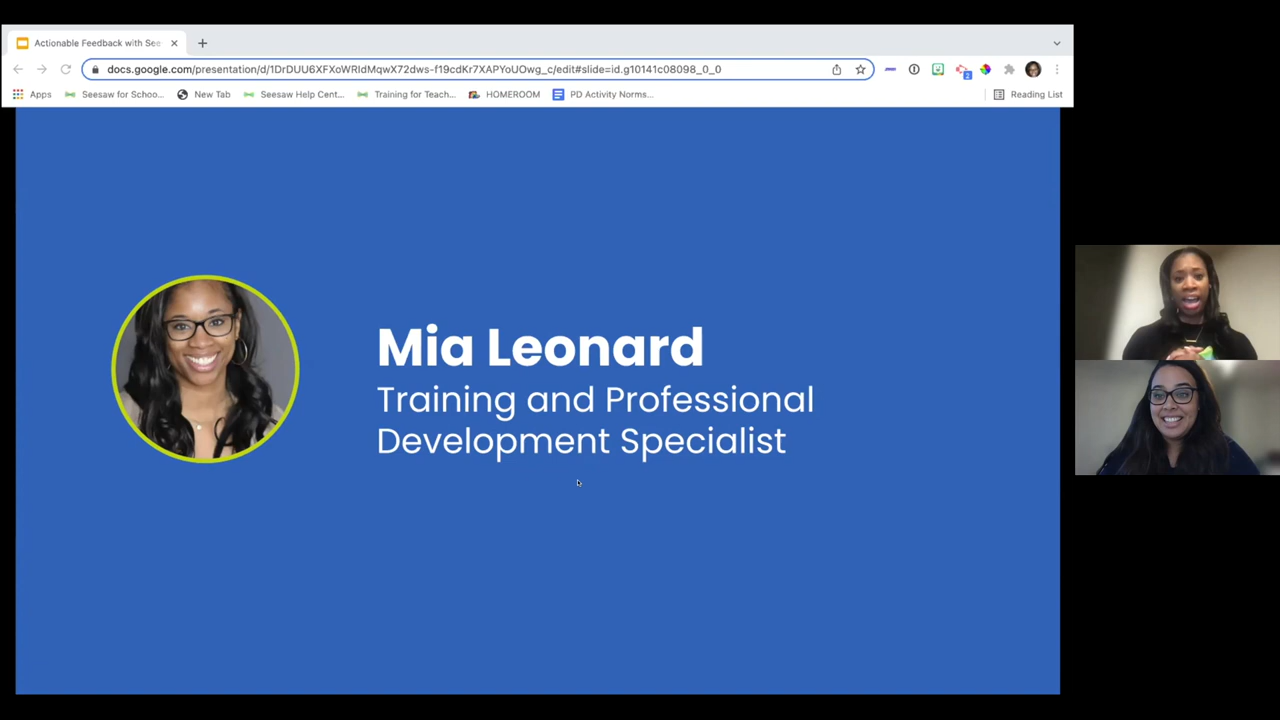 Actionable Feedback with See
docs.google.com/presentation/d/1DrDUU6XFXoWRIdMqwX72dws-f19cdKr7XAPYoUOwg_c/edit#slide=id.g10141c08098_0_0
Apps Seesaw for Schoo... New Tab Seesaw Help Cent... Training for Teach... HOMEROOM PD Activity Norms... Reading List
Mia Leonard
Training and Professional
Development Specialist